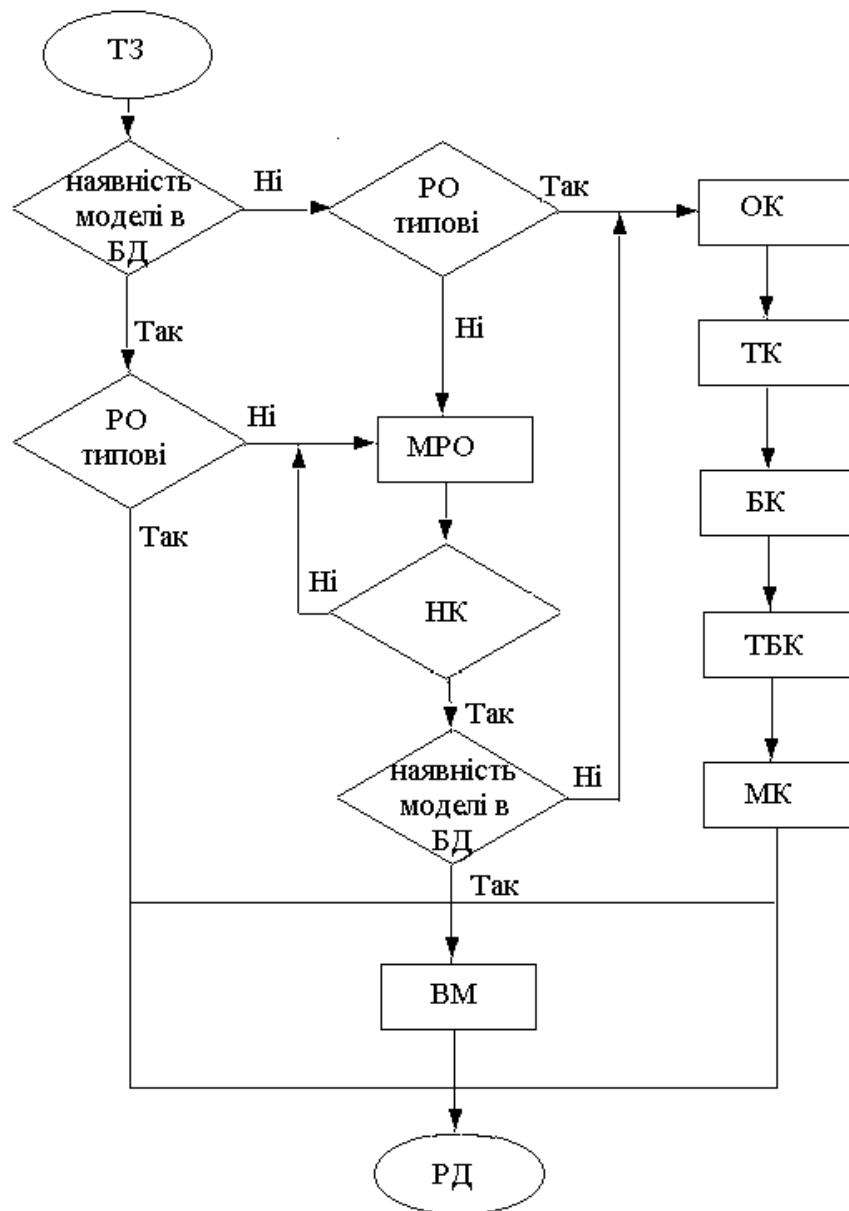 ТЗ
наявність
моделі в
БД
Ні
РО
типові
Так
ОК
Так
Ні
ТК
РО
типові
Ні
МРО
Так
БК
Ні
НК
ТБК
Так
наявність
моделі в
БД
Ні
МК
Так
ВМ
РД